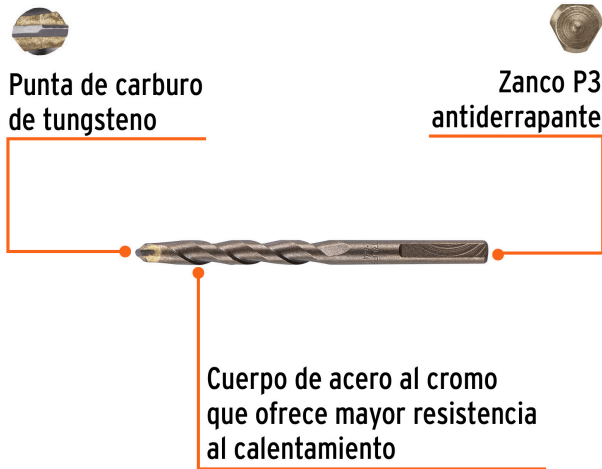 Punta de carburo
de tungsteno
Zanco P3
antiderrapante
Cuerpo de acero al cromo
que ofrece mayor resistencia
al calentamiento